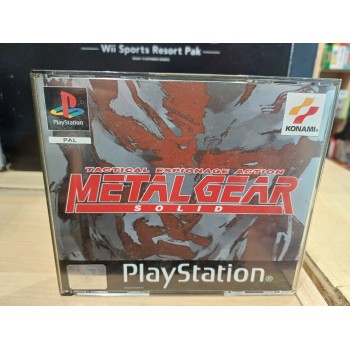 Wii Sports Resort Pak
PlayStation
PAL
KONAMI
TACTICAL ESPIONAGE ACTION
METAL GEAR
SOLID
PlayStation